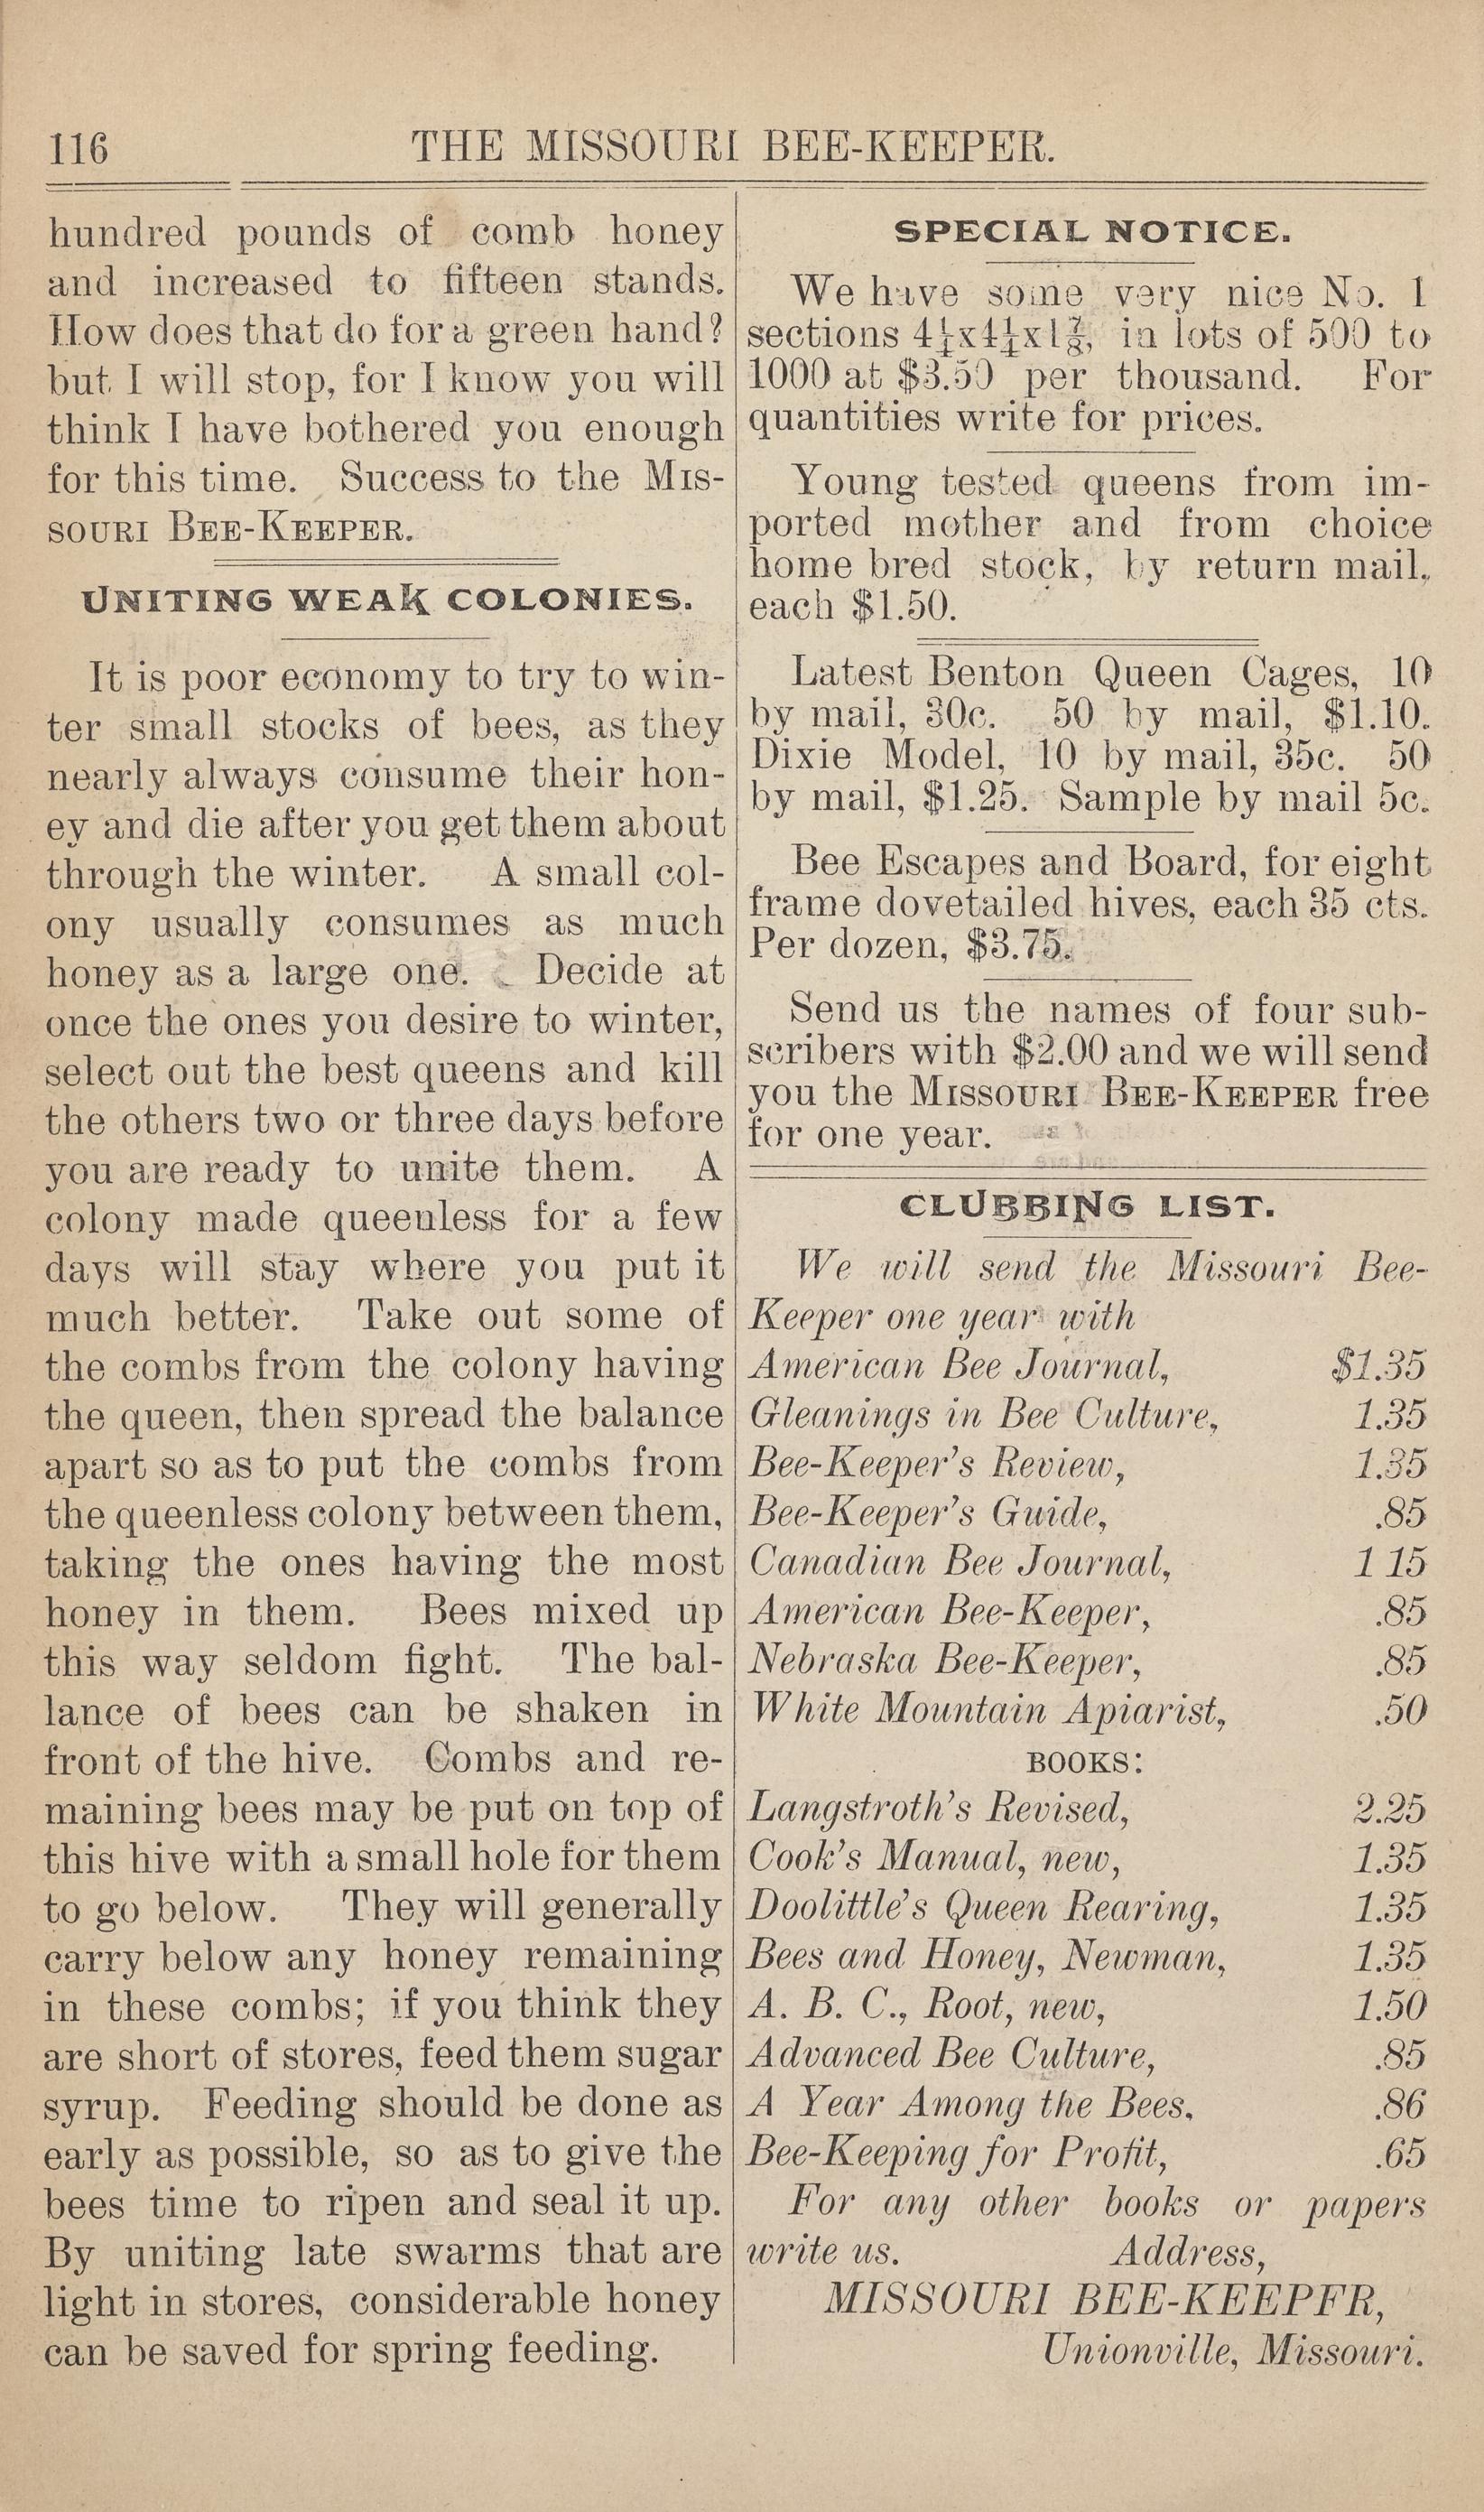 116
THE MISSOURI BEE-KEEPER.
hundred pounds of comb honey
and increased to fifteen stands.
How does that do for a green hand?
but I will stop, for I know you will
think I have bothered you enough
for this time. Success to the MIS-
SOURI BEE-KEEPER.
UNITING WEAK COLONIES.
It is poor economy to try to win-
ter small stocks of bees, as they
nearly always consume their hon-
ey and die after you get them about
through the winter. A small col-
ony usually consumes as much
honey as a large one. Decide at
once the ones you desire to winter,
select out the best queens and kill
the others two or three days before
you are ready to unite them. A
colony made queenless for a few
days will stay where you put it
much better. Take out some of
the combs from the colony having
the queen, then spread the balance
apart so as to put the combs from
the queenless colony between them,
taking the ones having the most
honey in them. Bees mixed up
this way seldom fight. The bal-
lance of bees can be shaken in
front of the hive. Combs and re-
maining bees may be put on top of
this hive with a small hole for them
to go below. They will generally
carry below any honey remaining
in these combs; if you think they
are short of stores, feed them sugar
syrup. Feeding should be done as
early as possible, so as to give the
bees time to ripen and seal it up.
By uniting late swarms that are
light in stores, considerable honey
can be saved for spring feeding.
SPECIAL NOTICE.
We have some very nice No. 1
sections 4¼x4¼x1⅞, in lots of 500 to
1000 at $3.50 per thousand. For
quantities write for prices.
Young tested queens from im-
ported mother and from choice
home bred stock, by return mail,
each $1.50.
Latest Benton Queen Cages, 10
by mail, 30c. 50 by mail, $1.10.
Dixie Model, 10 by mail, 35c. 50
by mail, $1.25. Sample by mail 5c.
Bee Escapes and Board, for eight
frame dovetailed hives, each 35 cts.
Per dozen, $3.75.
Send us the names of four sub-
scribers with $2.00 and we will send
you the MISSOURI BEE-KEEPER free
for one year.
CLUBBING LIST.
We will send the Missouri Bee-
Keeper one year with
American Bee Journal, $1.35
Gleanings in Bee Culture, 1.35
Bee-Keeper's Review, 1.35
Bee-Keeper's Guide, .85
Canadian Bee Journal, 1 15
American Bee-Keeper, .85
Nebraska Bee-Keeper, .85
White Mountain Apiarist, .50
BOOKS:
Langstroth's Revised, 2.25
Cook's Manual, new, 1.35
Doolittle's Queen Rearing, 1.35
Bees and Honey, Newman, 1.35
A. B. C., Root, new, 1.50
Advanced Bee Culture, .85
A Year Among the Bees. .86
Bee-Keeping for Profit, .65
For any other books or papers
write us. Address,
MISSOURI BEE-KEEPFR,
Unionville, Missouri.